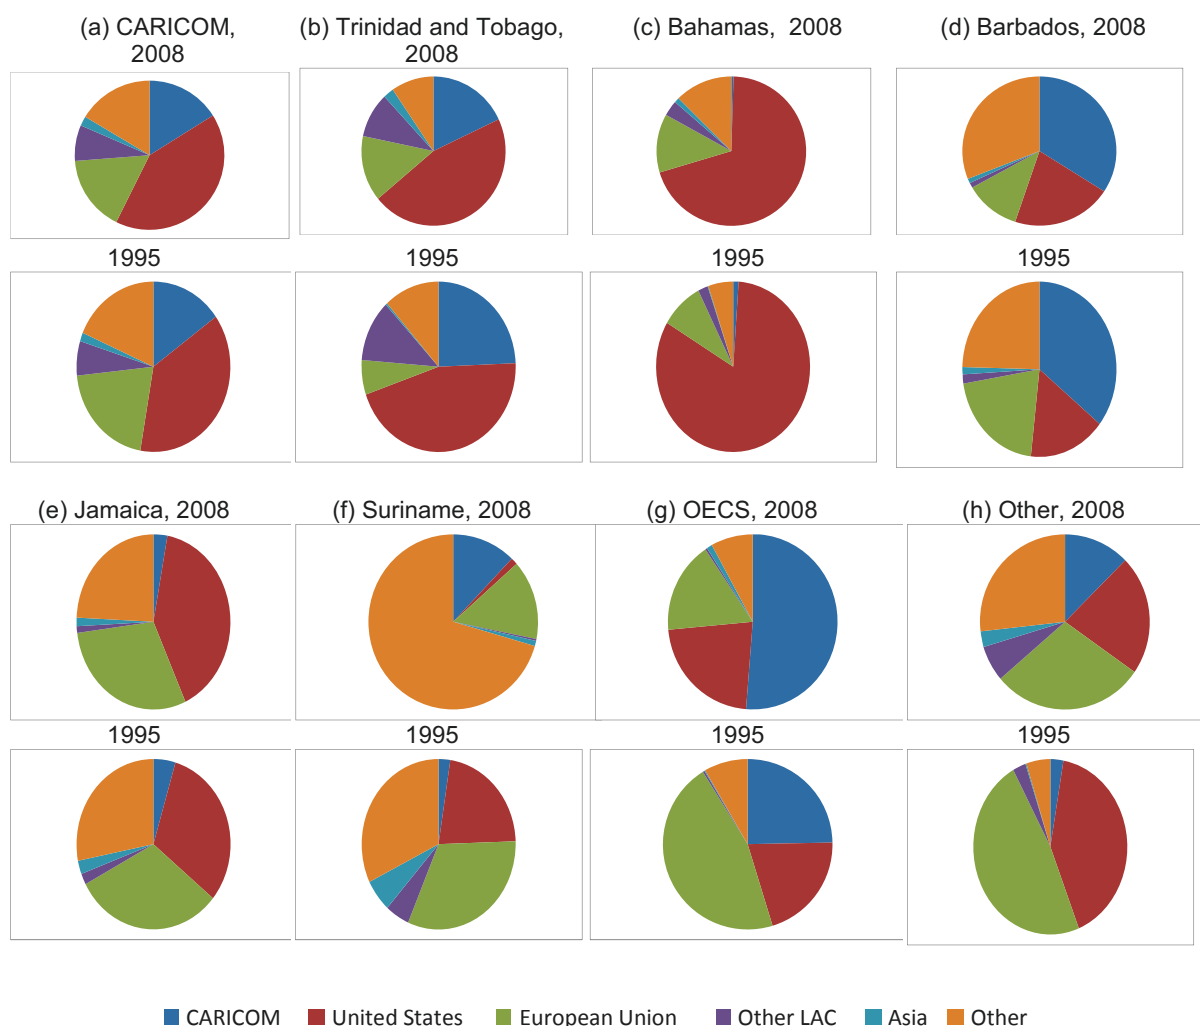 (a) CARICOM,
2008
(b) Trinidad and Tobago,
2008
(c) Bahamas, 2008
(d) Barbados, 2008
1995
1995
1995
1995
(e) Jamaica, 2008
(f) Suriname, 2008
(g) OECS, 2008
(h) Other, 2008
1995
1995
1995
1995
CARICOM
United States
European Union
Other LAC
Asia
Other